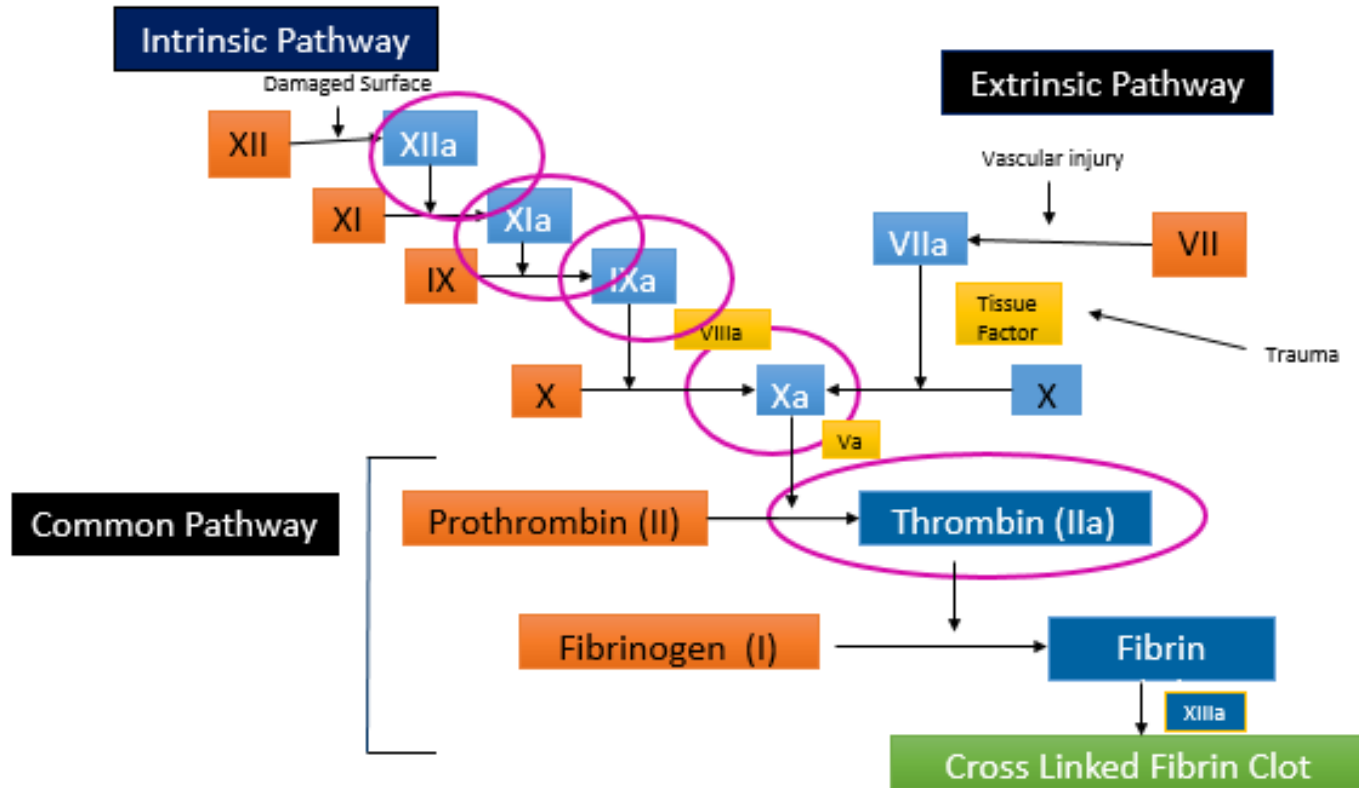 Intrinsic Pathway
Damaged Surface
Extrinsic Pathway
XII
XIIa
Vascular injury
XI
XIa
VIIa
VII
IX
IXa
Tissue
Factor
VIIIa
Trauma
X
Xa
X
Va
Common Pathway
Prothrombin (II)
Thrombin (IIa)
Fibrinogen (I)
Fibrin
XIIIa
Cross Linked Fibrin Clot